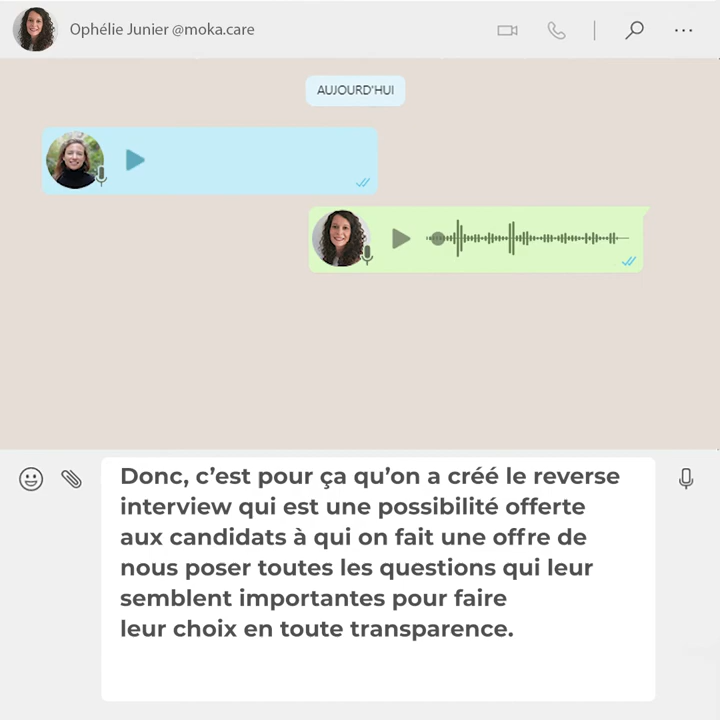 Ophélie Junier @moka.care
AUJOURD'HUI
Donc, c’est pour ça qu’on a créé le reverse
interview qui est une possibilité offerte
aux candidats à qui on fait une offre de
nous poser toutes les questions qui leur
semblent importantes pour faire
leur choix en toute transparence.